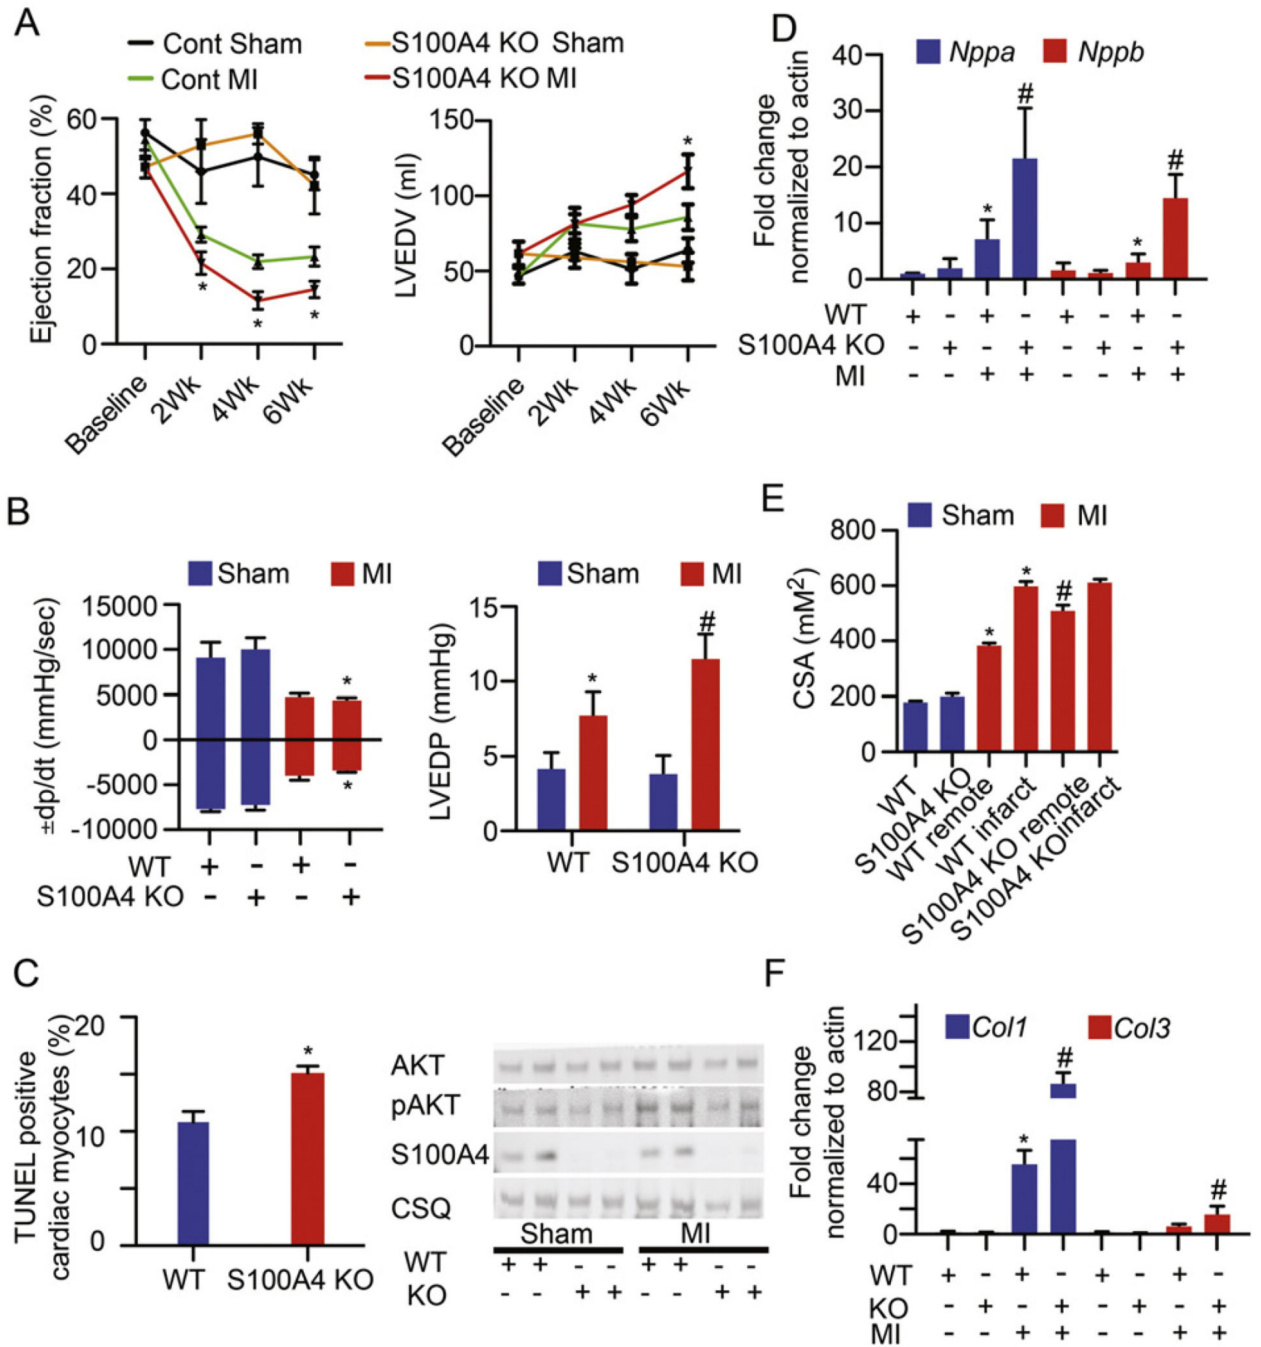 A
Cont Sham
S100A4 KO Sham
Cont MI
S100A4 KO MI
Ejection fraction (%)
60
40
20
0
*
*
*
Baseline
2Wk
4Wk
6Wk
LVEDV (ml)
150
100
50
0
*
Baseline
2Wk
4Wk
6Wk
D
Nppa
Nppb
Fold change
normalized to actin
40
30
20
10
0
*
#
*
#
WT + - + - + - + -
S100A4 KO - + - + - + - +
MI - - + + - - + +
B
Sham
MI
±dp/dt (mmHg/sec)
15000
10000
5000
0
-5000
-10000
*
*
WT + - + -
S100A4 KO - + - +
Sham
MI
LVEDP (mmHg)
15
10
5
0
*
#
WT
S100A4 KO
E
Sham
MI
CSA (mM2)
800
600
400
200
0
*
*
#
WT
S100A4 KO
WT remote
WT infarct
S100A4 KO remote
S100A4 KO infarct
C
TUNEL positive
cardiac myocytes (%)
20
10
0
*
WT
S100A4 KO
AKT
pAKT
S100A4
CSQ
Sham
MI
WT + + - - + + - -
KO - - + + - - + +
F
Col1
Col3
Fold change
normalized to actin
120
80
40
0
*
#
#
WT + - + - + - + -
KO - + - + - + - +
MI - - + + - - + +